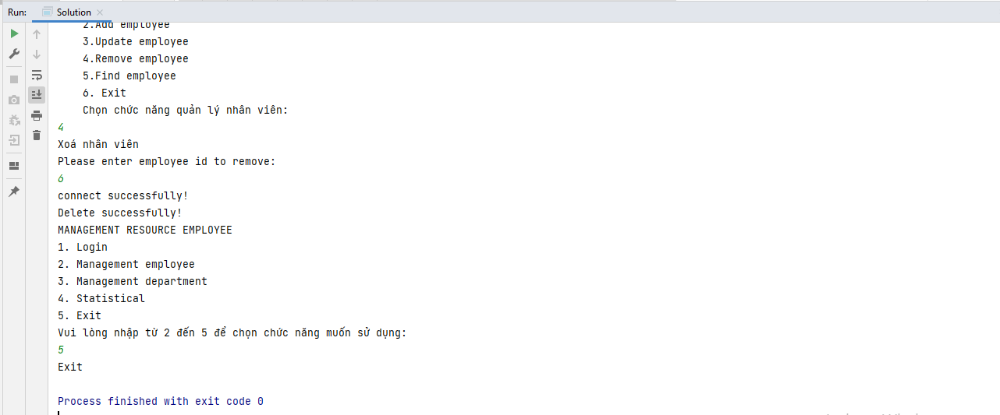 Run:
Solution
2.Add employee
3.Update employee
4.Remove employee
5.Find employee
6. Exit
Chọn chức năng quản lý nhân viên:
4
Xoá nhân viên
Please enter employee id to remove:
6
connect successfully!
Delete successfully!
MANAGEMENT RESOURCE EMPLOYEE
1. Login
2. Management employee
3. Management department
4. Statistical
5. Exit
Vui lòng nhập từ 2 đến 5 để chọn chức năng muốn sử dụng:
5
Exit
Process finished with exit code 0